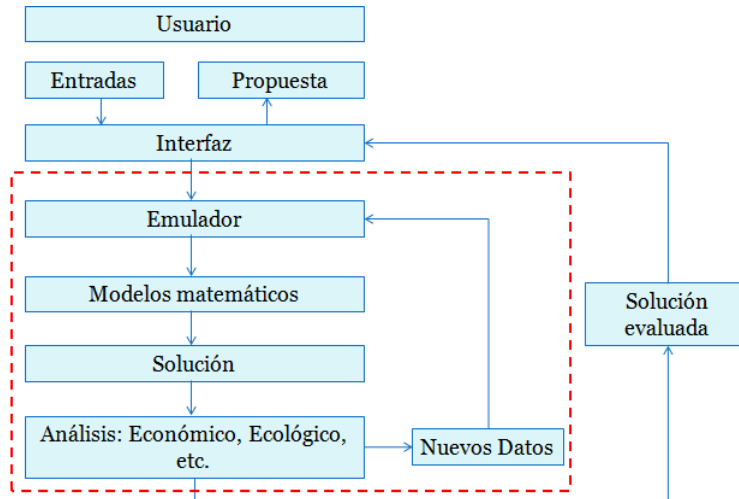 Usuario
Entradas
Propuesta
Interfaz
Emulador
Modelos matemáticos
Solución
evaluada
Solución
Análisis: Económico, Ecológico,
etc.
Nuevos Datos